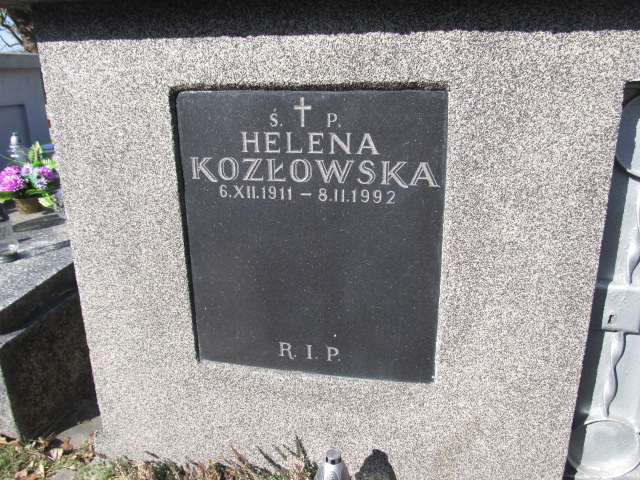 Ś. P.
HELENA
KOZŁOWSKA
6.XII.1911 – 8.II.1992
R. I. P.